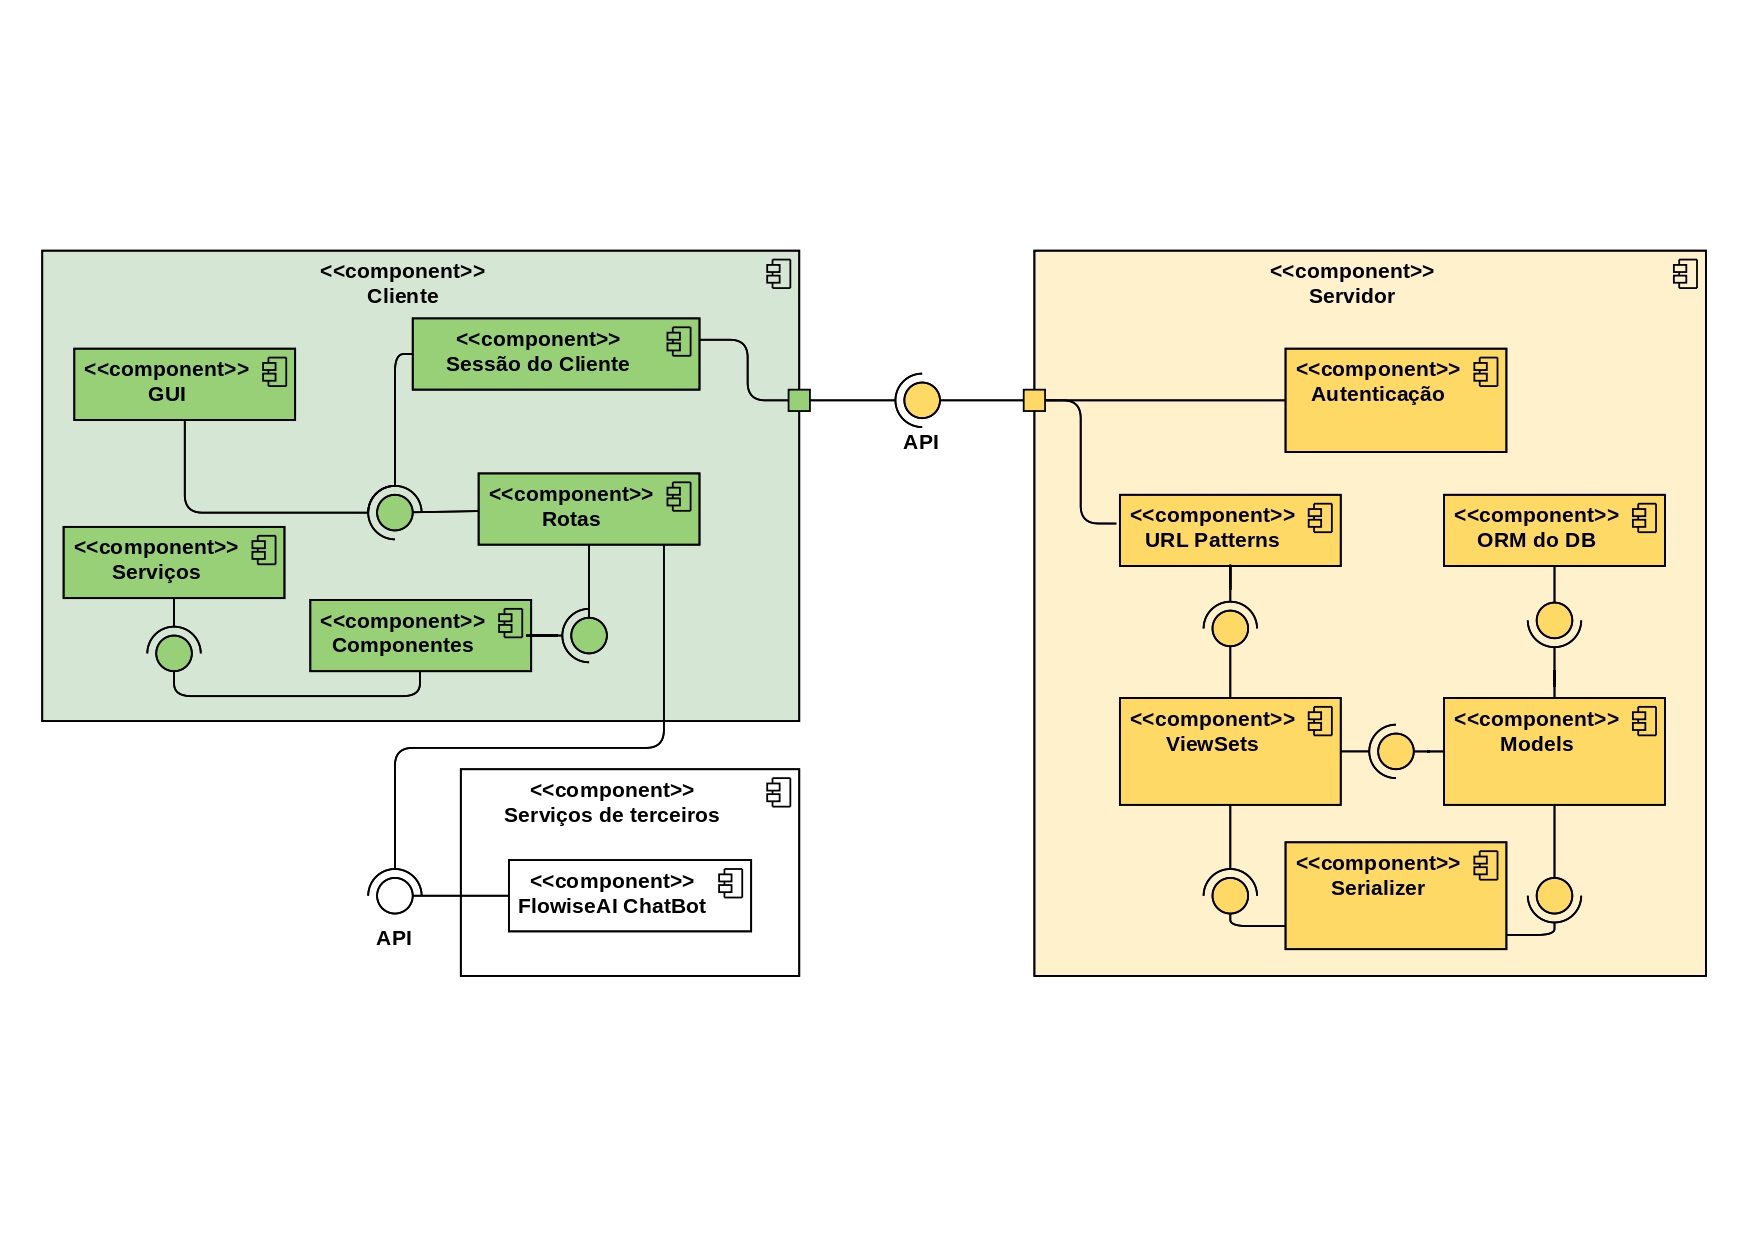 <<component>>
Cliente
<<component>>
Sessão do Cliente
<<component>>
GUI
<<component>>
Rotas
<<component>>
Serviços
<<component>>
Componentes
API
<<component>>
Servidor
<<component>>
Autenticação
<<component>>
URL Patterns
<<component>>
ORM do DB
<<component>>
ViewSets
<<component>>
Models
<<component>>
Serializer
<<component>>
Serviços de terceiros
<<component>>
FlowiseAI ChatBot
API